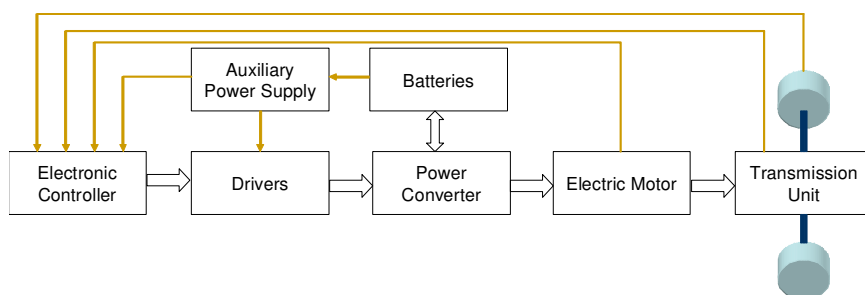 Auxiliary
Power Supply
Batteries
Electronic
Controller
Drivers
Power
Converter
Electric Motor
Transmission
Unit